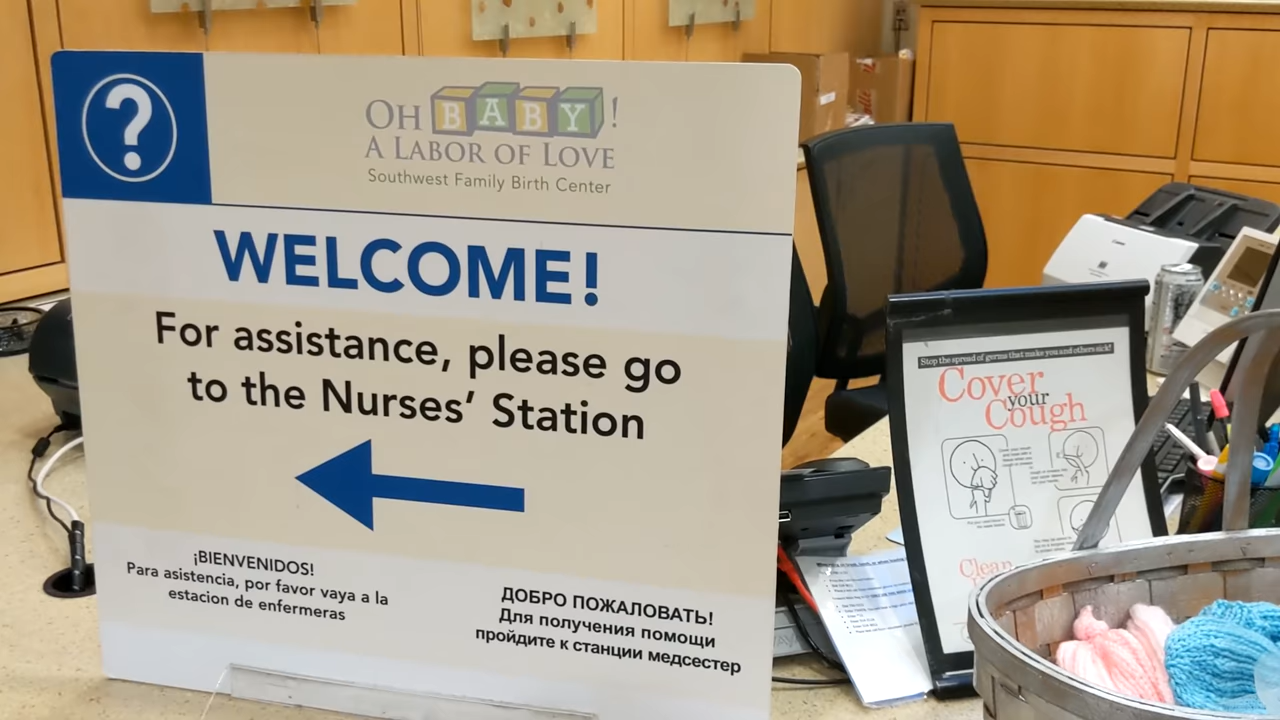 ?
OH BABY!
A LABOR OF LOVE
Southwest Family Birth Center
WELCOME!
For assistance, please go
to the Nurses' Station
¡BIENVENIDOS!
Para asistencia, por favor vaya a la
estacion de enfermeras
ДОБРО ПОЖАЛОВАТЬ!
Для получения помощи
пройдите к станции медсестер
Stop the spread of germs that make you and others sick!
Cover
your
Cough
Clean
Canon